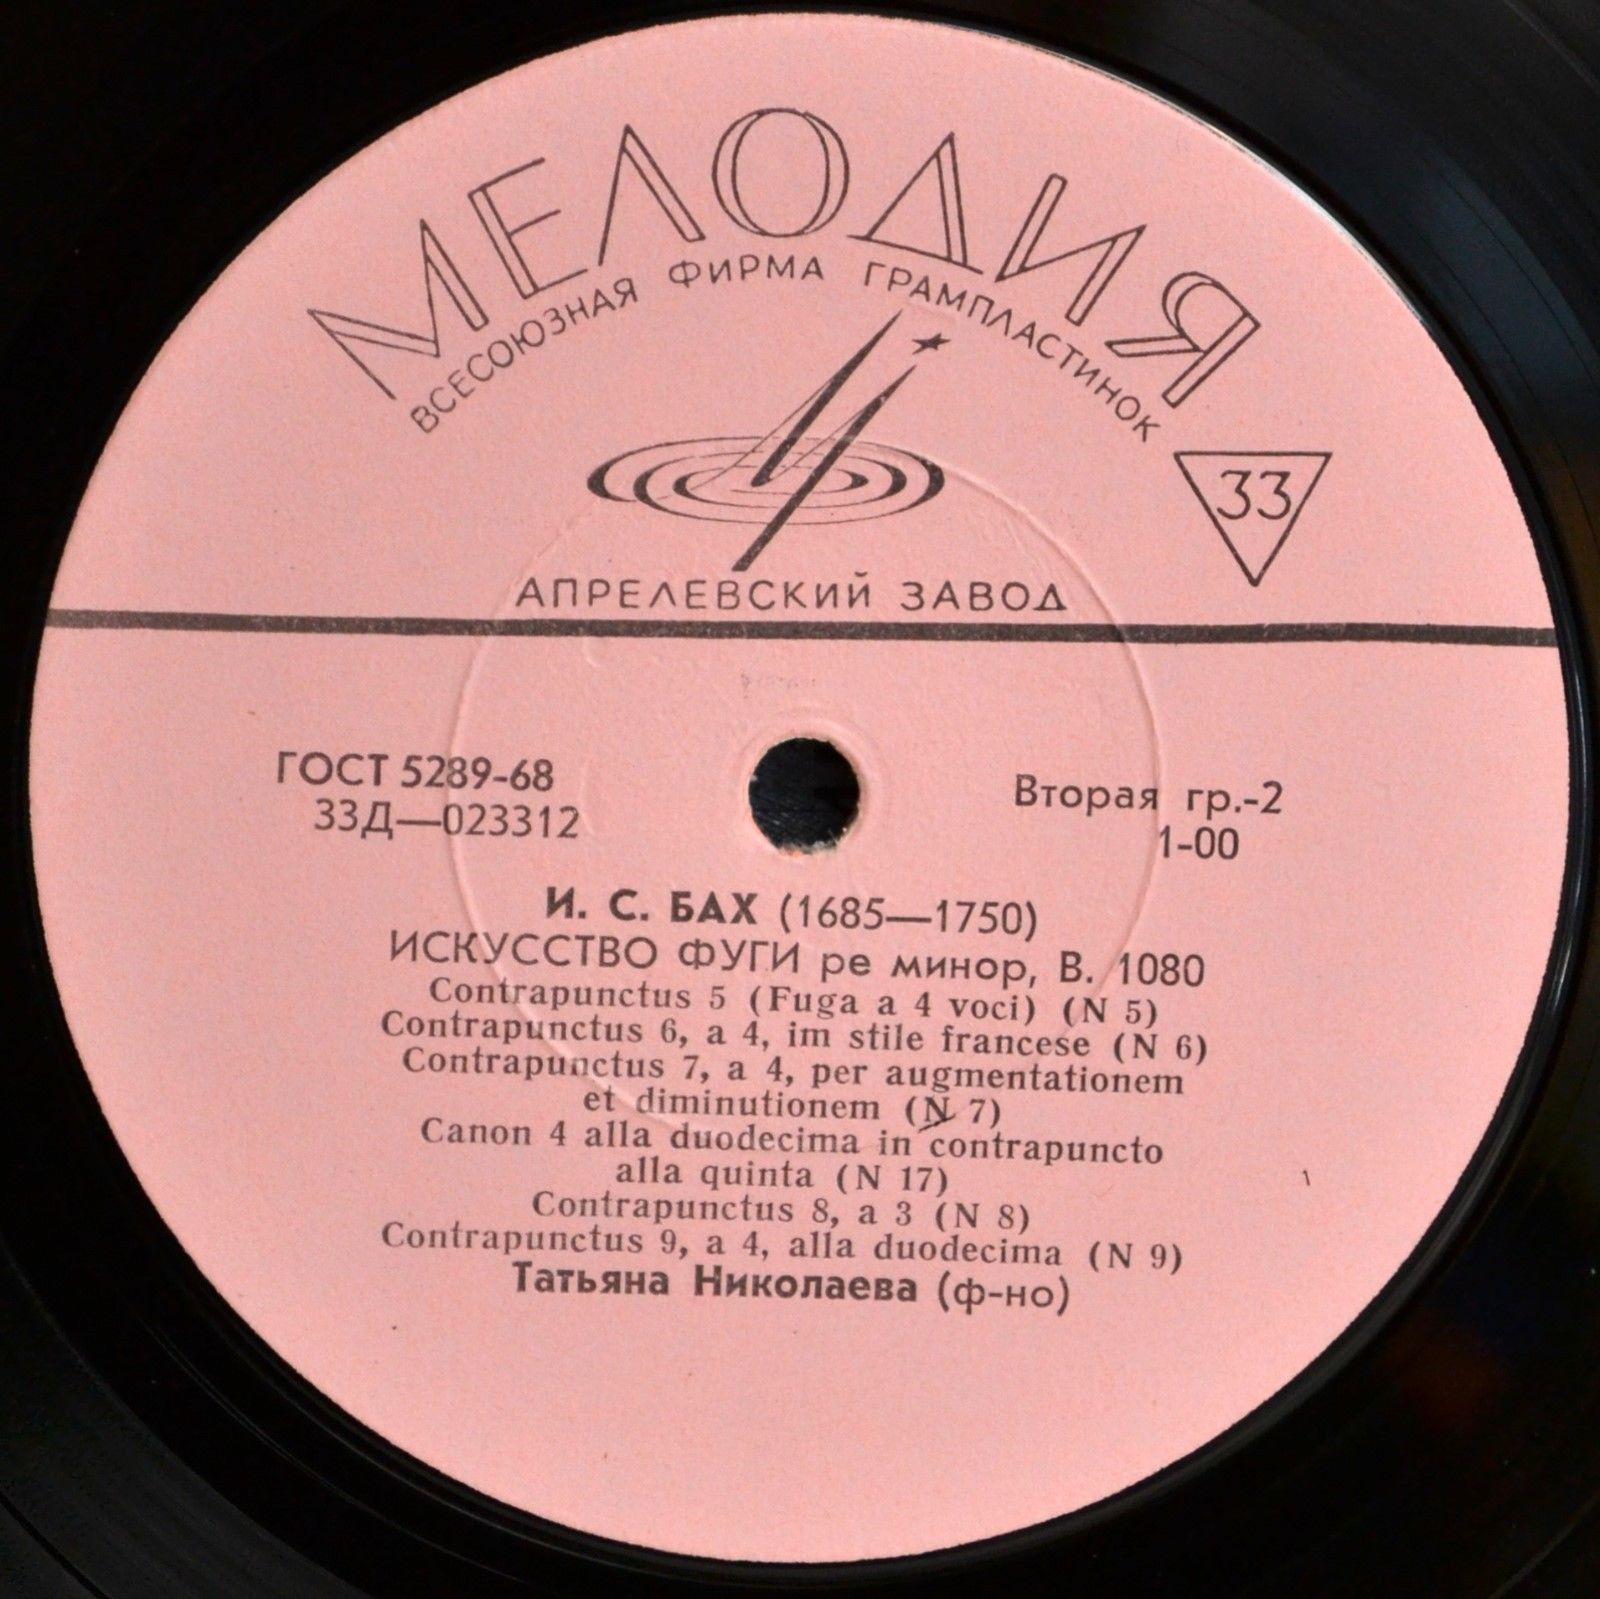 МЕЛОДИЯ
ВСЕСОЮЗНАЯ ФИРМА ГРАМПЛАСТИНОК
33
АПРЕЛЕВСКИЙ ЗАВОД
ГОСТ 5289-68
33Д—023312
Вторая гр.-2
1-00
И. С. БАХ (1685—1750)
ИСКУССТВО ФУГИ ре минор, В. 1080
Contrapunctus 5 (Fuga a 4 voci) (N 5)
Contrapunctus 6, a 4, im stile francese (N 6)
Contrapunctus 7, a 4, per augmentationem
et diminutionem (N 7)
Canon 4 alla duodecima in contrapuncto
alla quinta (N 17)
Contrapunctus 8, a 3 (N 8)
Contrapunctus 9, a 4, alla duodecima (N 9)
Татьяна Николаева (ф-но)